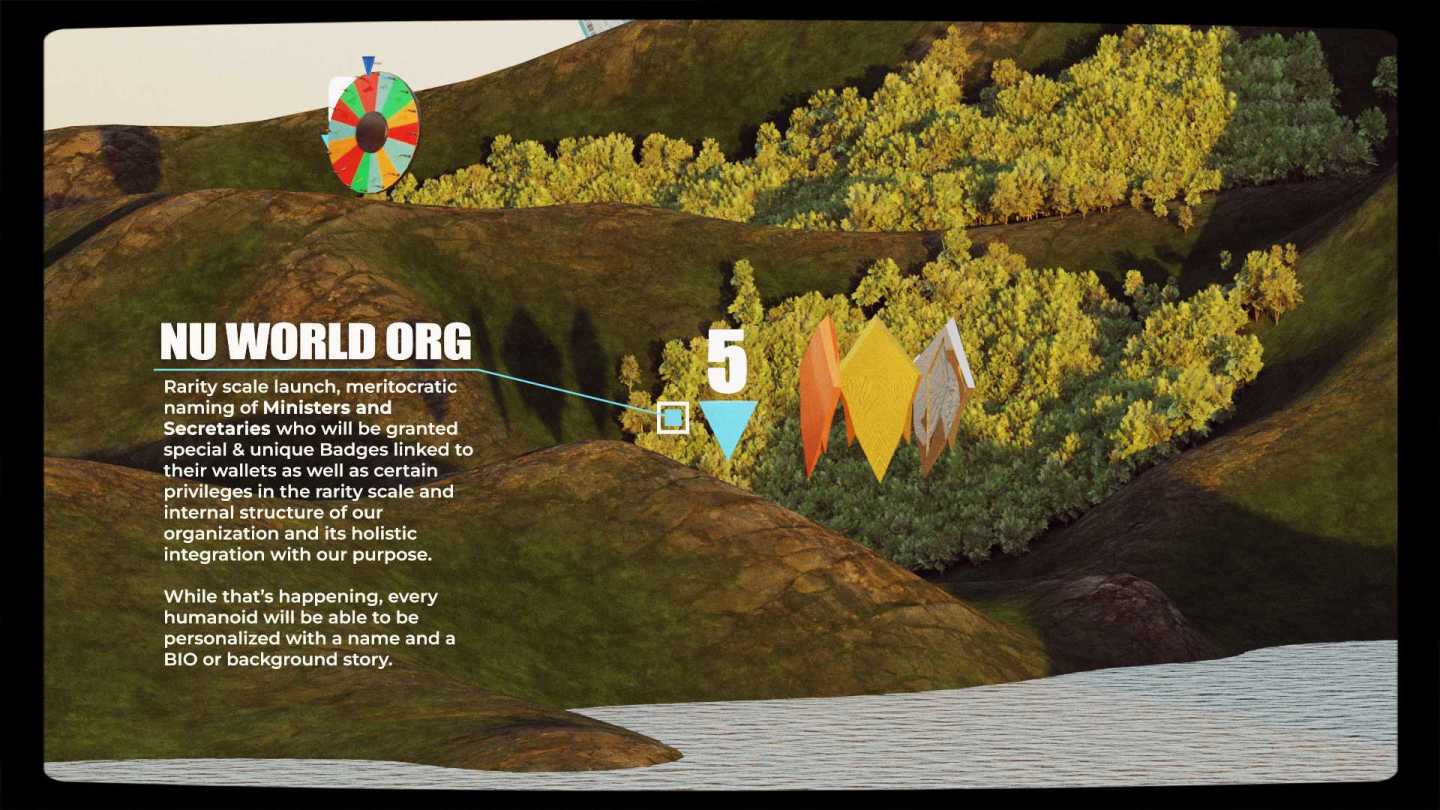 NU WORLD ORG
5
Rarity scale launch, meritocratic
naming of Ministers and
Secretaries who will be granted
special & unique Badges linked to
their wallets as well as certain
privileges in the rarity scale and
internal structure of our
organization and its holistic
integration with our purpose.
While that's happening, every
humanoid will be able to be
personalized with a name and a
BIO or background story.